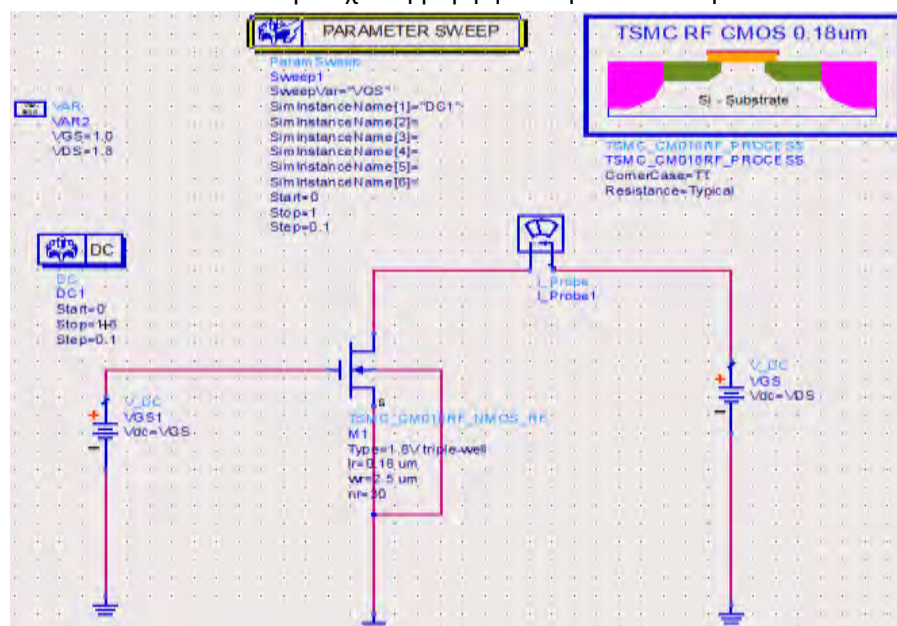 PARAMETER SWEEP
ParamSweep
Sweep1
SweepVar="VGS"
SimInstanceName[1]="DC1"
SimInstanceName[2]=
SimInstanceName[3]=
SimInstanceName[4]=
SimInstanceName[5]=
SimInstanceName[6]=
Start=0
Stop=1
Step=0.1
TSMC RF CMOS 0.18um
Si - Substrate
TSMC_CM018RF_PROCESS
TSMC_CM018RF_PROCESS
CornerCase=TT
Resistance=Typical
VAR
VAR2
VGS=1.0
VDS=1.8
DC
DC
DC1
Start=0
Step=0.1
I_Probe
I_Probe1
V_DC
VGS1
Vdc=VGS
S
TSMC_CM018RF_NMOS_RF
M1
Type=1.8V triple-well
lr=0.18 um
wr=2.5 um
nr=30
V_DC
VGS
Vdc=VDS